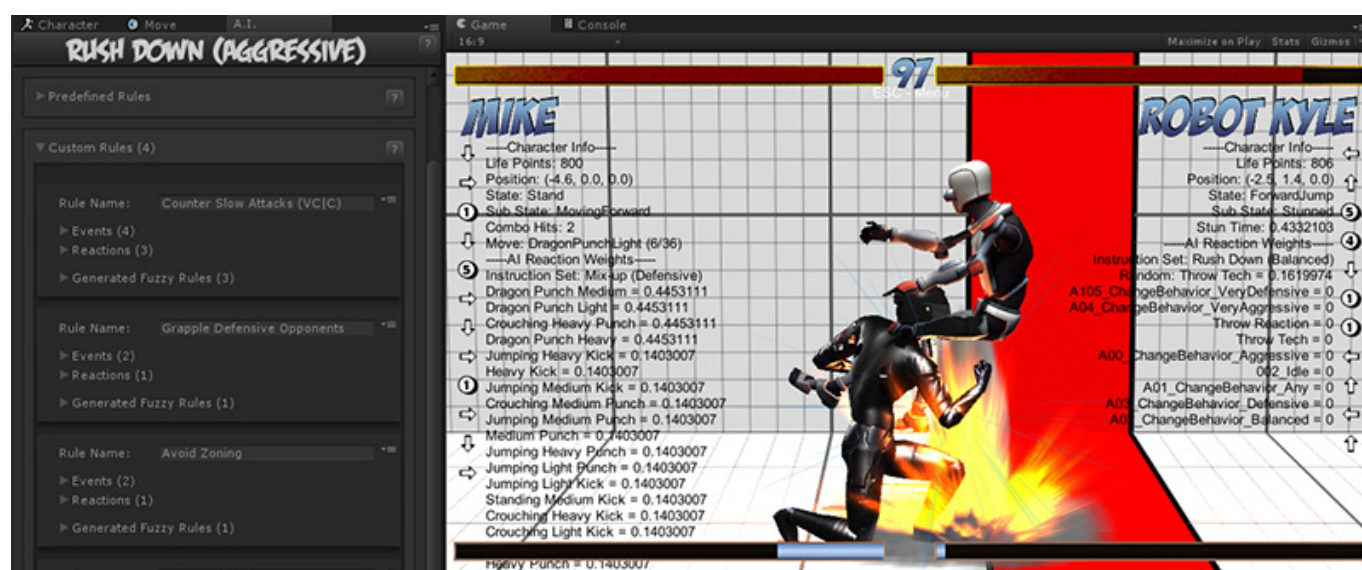 Character
Move
A.I.
RUSH DOWN (AGGRESSIVE)
?
Predefined Rules
?
Custom Rules (4)
?
Rule Name: Counter Slow Attacks (VC|C)
Events (4)
Reactions (3)
Generated Fuzzy Rules (3)
Rule Name: Grapple Defensive Opponents
Events (2)
Reactions (1)
Generated Fuzzy Rules (1)
Rule Name: Avoid Zoning
Events (2)
Reactions (1)
Generated Fuzzy Rules (1)
Game
Console
16:9
Maximize on Play Stats Gizmos
97
ESC - Menu
MIKE
----Character Info----
Life Points: 800
Position: (-4.6, 0.0, 0.0)
State: Stand
1
Sub State: MovingForward
Combo Hits: 2
Move: DragonPunchLight (6/36)
----AI Reaction Weights----
5
Instruction Set: Mix-up (Defensive)
Dragon Punch Medium = 0.4453111
Dragon Punch Light = 0.4453111
Crouching Heavy Punch = 0.4453111
Dragon Punch Heavy = 0.4453111
Jumping Heavy Kick = 0.1403007
Heavy Kick = 0.1403007
1
Jumping Medium Kick = 0.1403007
Crouching Medium Punch = 0.1403007
Jumping Medium Punch = 0.1403007
Medium Punch = 0.1403007
Jumping Heavy Punch = 0.1403007
Jumping Light Punch = 0.1403007
Jumping Light Kick = 0.1403007
Standing Medium Kick = 0.1403007
Crouching Heavy Kick = 0.1403007
Crouching Light Kick = 0.1403007
Heavy Punch = 0.1403007
ROBOT KYLE
----Character Info----
Life Points: 806
Position: (-2.5, 1.4, 0.0)
State: ForwardJump
Sub State: Stunned
5
Stun Time: 0.4332103
----AI Reaction Weights----
4
Instruction Set: Rush Down (Balanced)
Random: Throw Tech = 0.1619974
A105_ChangeBehavior_VeryDefensive = 0
1
A04_ChangeBehavior_VeryAggressive = 0
Throw Reaction = 0
1
Throw Tech = 0
A00_ChangeBehavior_Aggressive = 0
002_Idle = 0
A01_ChangeBehavior_Any = 0
ChangeBehavior_Defensive = 0
ChangeBehavior_Balanced = 0